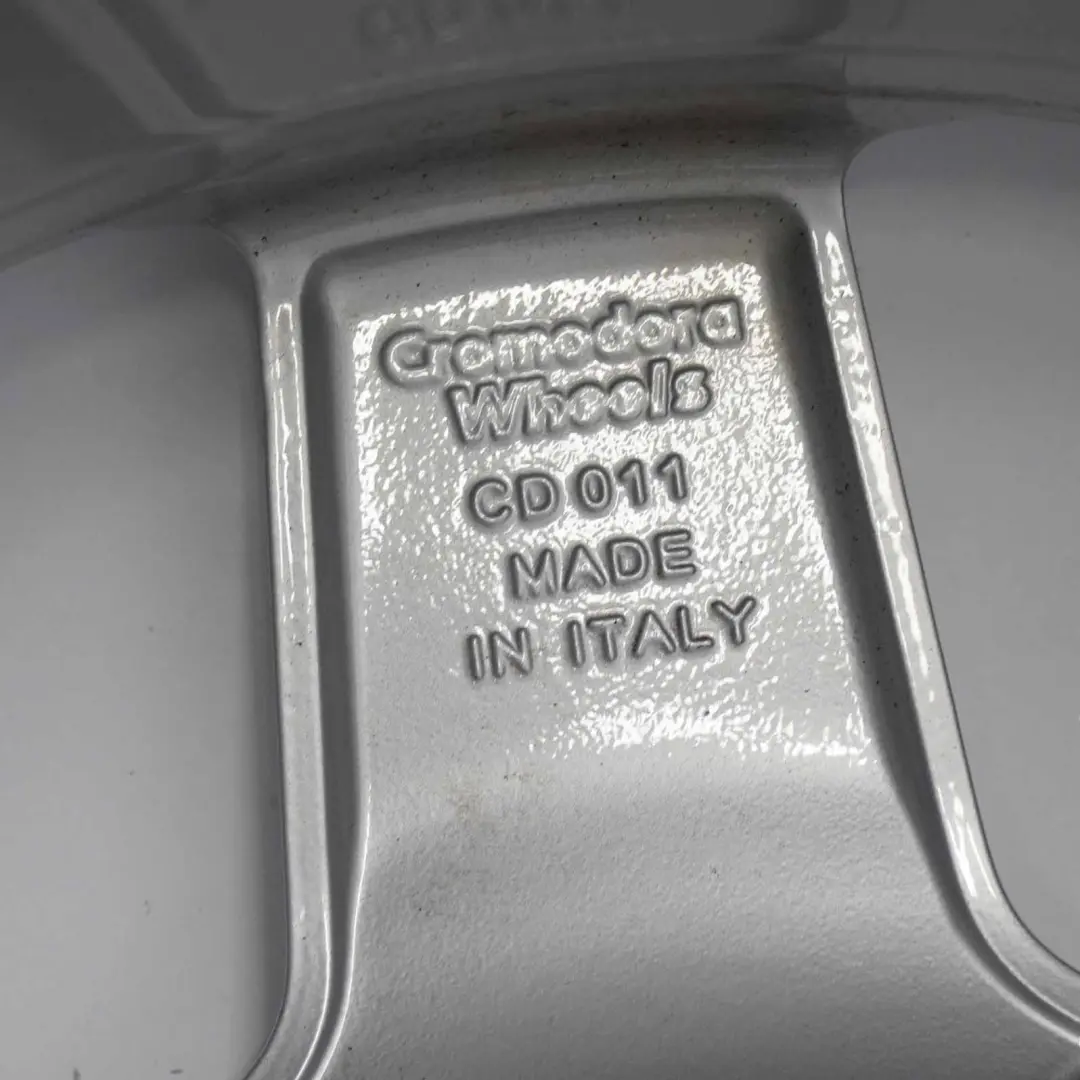 Cromodora
Wheels
CD 011
MADE
IN ITALY